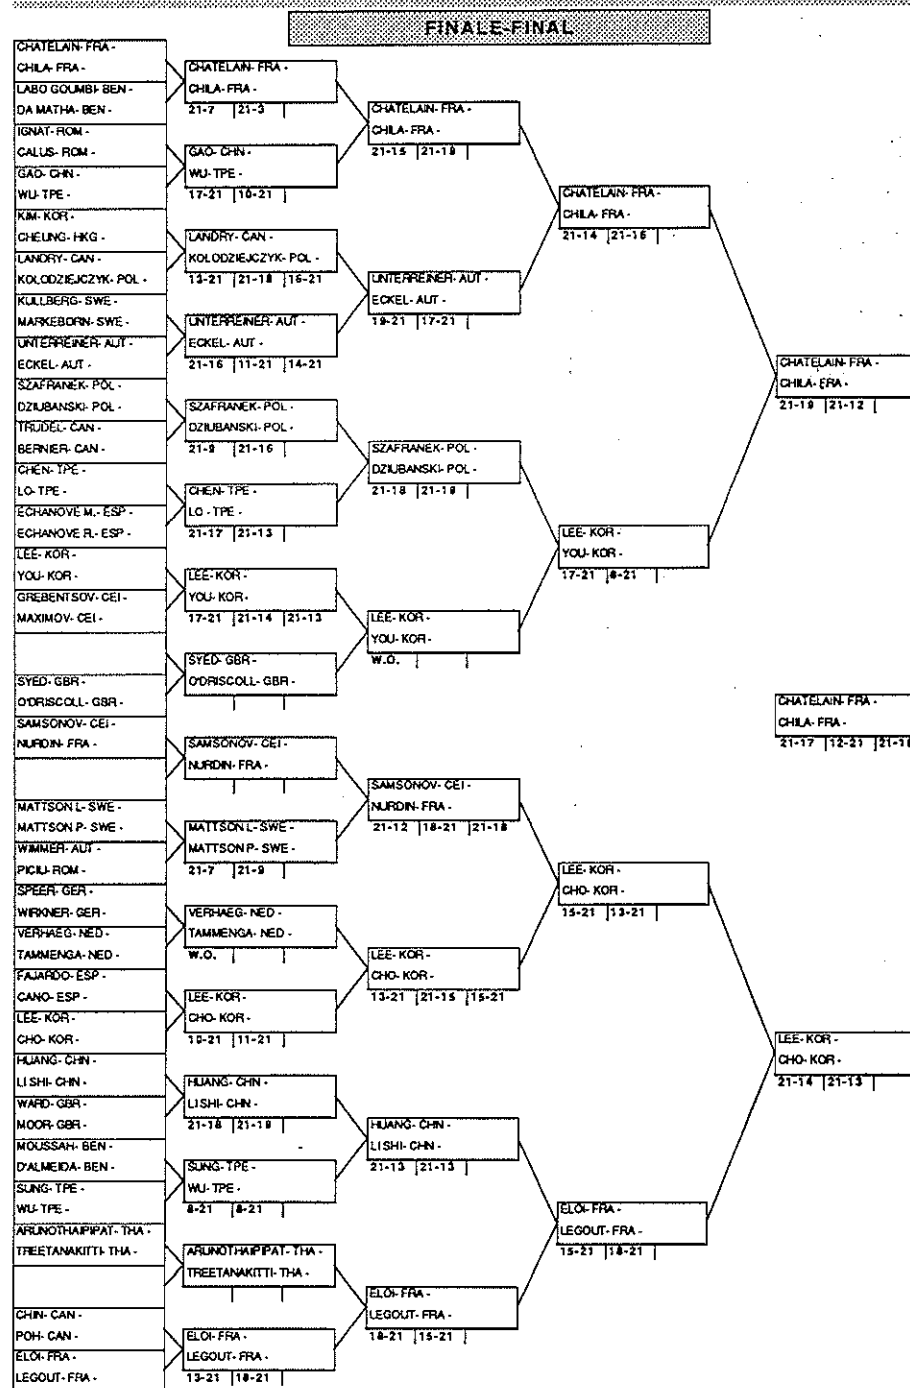 FINALE-FINAL
CHATELAIN- FRA -
CHILA- FRA -
LABO GOUMBI- BEN -
DA MATHA- BEN -
IGNAT- ROM -
CALUS- ROM -
GAO- CHN -
WU- TPE -
KIM- KOR -
CHEUNG- HKG -
LANDRY- CAN -
KOLODZIEJCZYK- POL -
KULLBERG- SWE -
MARKEBORN- SWE -
UNTERREINER- AUT -
ECKEL- AUT -
SZAFRANEK- POL -
DZIUBANSKI- POL -
TRUDEL- CAN -
BERNIER- CAN -
CHEN- TPE -
LO- TPE -
ECHANOVE M.- ESP -
ECHANOVE R.- ESP -
LEE- KOR -
YOU- KOR -
GREBENTSOV- CEI -
MAXIMOV- CEI -
SYED- GBR -
O'DRISCOLL- GBR -
SAMSONOV- CEI -
NURDIN- FRA -
MATTSON L- SWE -
MATTSON P- SWE -
WIMMER- AUT -
PICIU- ROM -
SPEER- GER -
WIRKNER- GER -
VERHAEG- NED -
TAMMENGA- NED -
FAJARDO- ESP -
CANO- ESP -
LEE- KOR -
CHO- KOR -
HUANG- CHN -
LI SHI- CHN -
WARD- GBR -
MOOR- GBR -
MOUSSAH- BEN -
D'ALMEIDA- BEN -
SUNG- TPE -
WU- TPE -
ARUNOTHAIPIPAT- THA -
TREETANAKITTI- THA -
CHIN- CAN -
POH- CAN -
ELOI- FRA -
LEGOUT- FRA -
CHATELAIN- FRA -
CHILA- FRA -
21-7 21-3
GAO- CHN -
WU- TPE -
17-21 10-21
LANDRY- CAN -
KOLODZIEJCZYK- POL -
13-21 21-18 16-21
UNTERREINER- AUT -
ECKEL- AUT -
21-16 11-21 14-21
SZAFRANEK- POL -
DZIUBANSKI- POL -
21-9 21-16
CHEN- TPE -
LO - TPE -
21-17 21-13
LEE- KOR -
YOU- KOR -
17-21 21-14 21-13
SYED- GBR -
O'DRISCOLL- GBR -
SAMSONOV- CEI -
NURDIN- FRA -
MATTSON L- SWE -
MATTSON P- SWE -
21-7 21-9
VERHAEG- NED -
TAMMENGA- NED -
W.O.
LEE- KOR -
CHO- KOR -
10-21 11-21
HUANG- CHN -
LI SHI- CHN -
21-18 21-19
SUNG- TPE -
WU- TPE -
8-21 8-21
ARUNOTHAIPIPAT- THA -
TREETANAKITTI- THA -
ELOI- FRA -
LEGOUT- FRA -
13-21 18-21
CHATELAIN- FRA -
CHILA- FRA -
21-15 21-19
UNTERREINER- AUT -
ECKEL- AUT -
19-21 17-21
SZAFRANEK- POL -
DZIUBANSKI- POL -
21-18 21-19
LEE- KOR -
YOU- KOR -
W.O.
SAMSONOV- CEI -
NURDIN- FRA -
21-12 18-21 21-18
LEE- KOR -
CHO- KOR -
13-21 21-15 15-21
HUANG- CHN -
LI SHI- CHN -
21-13 21-13
ELOI- FRA -
LEGOUT- FRA -
18-21 15-21
CHATELAIN- FRA -
CHILA- FRA -
21-14 21-16
LEE- KOR -
YOU- KOR -
17-21 8-21
LEE- KOR -
CHO- KOR -
15-21 13-21
ELOI- FRA -
LEGOUT- FRA -
15-21 18-21
CHATELAIN- FRA -
CHILA- FRA -
21-19 21-12
LEE- KOR -
CHO- KOR -
21-14 21-13
CHATELAIN- FRA -
CHILA- FRA -
21-17 12-21